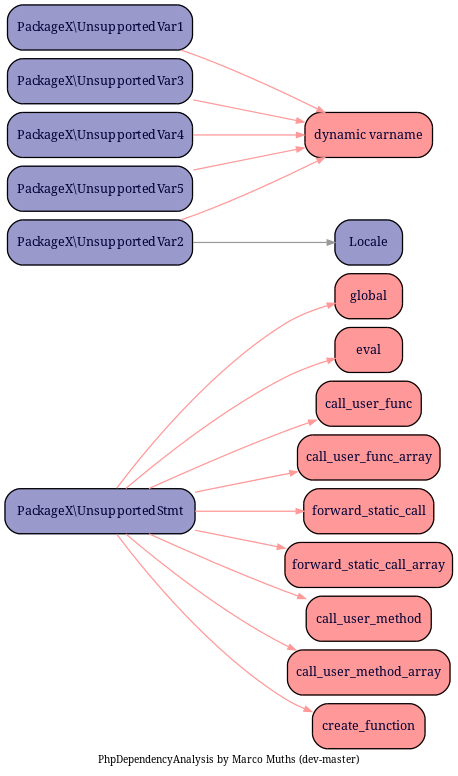 PackageX\UnsupportedVar1
PackageX\UnsupportedVar3
PackageX\UnsupportedVar4
dynamic varname
PackageX\UnsupportedVar5
PackageX\UnsupportedVar2
Locale
global
eval
call_user_func
call_user_func_array
PackageX\UnsupportedStmt
forward_static_call
forward_static_call_array
call_user_method
call_user_method_array
create_function
PhpDependencyAnalysis by Marco Muths (dev-master)